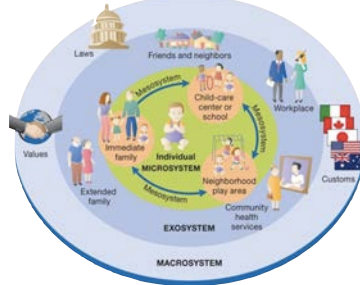 Laws
Friends and neighbors
Mesosystem
Child-care
center or
school
Mesosystem
Workplace
Values
Immediate
family
Individual
MICROSYSTEM
Mesosystem
Neighborhood
play area
Extended
family
Community
health
services
Customs
EXOSYSTEM
MACROSYSTEM